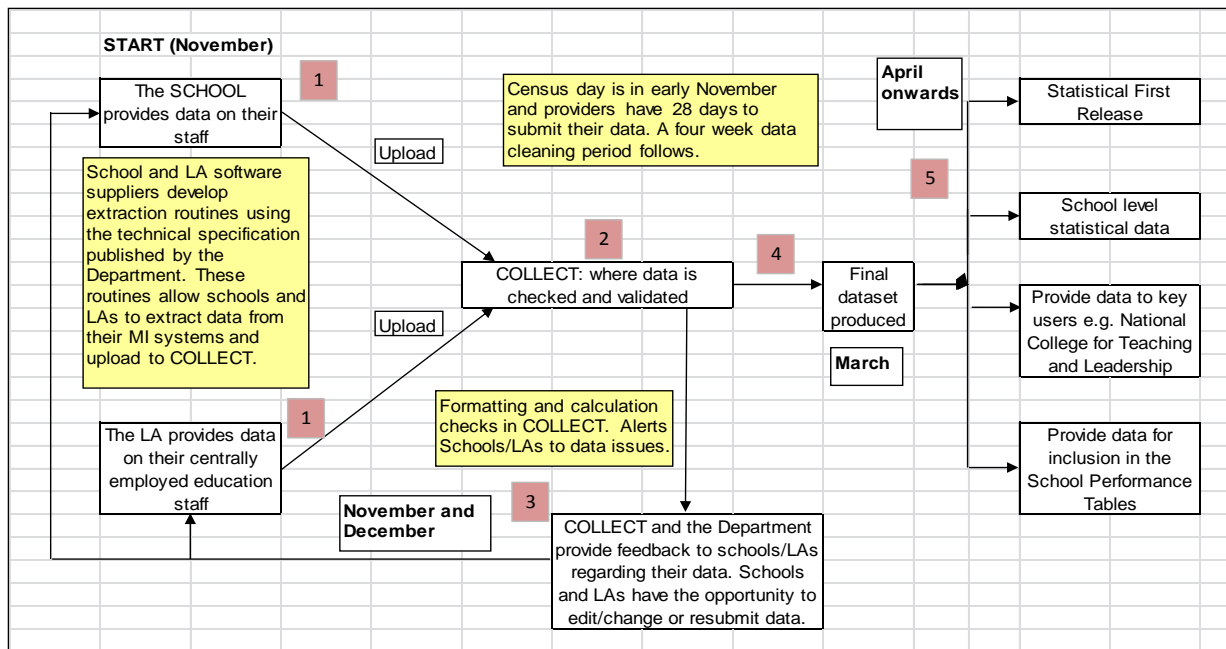 START (November)
1
The SCHOOL
provides data on their
staff
Upload
Census day is in early November
and providers have 28 days to
submit their data. A four week data
cleaning period follows.
April
onwards
Statistical First
Release
5
School and LA software
suppliers develop
extraction routines using
the technical specification
published by the
Department. These
routines allow schools and
LAs to extract data from
their MI systems and
upload to COLLECT.
School level
statistical data
2
COLLECT: where data is
checked and validated
4
Final
dataset
produced
March
Provide data to key
users e.g. National
College for Teaching
and Leadership
Upload
1
The LA provides data
on their centrally
employed education
staff
Formatting and calculation
checks in COLLECT. Alerts
Schools/LAs to data issues.
Provide data for
inclusion in the
School Performance
Tables
November and
December
3
COLLECT and the Department
provide feedback to schools/LAs
regarding their data. Schools
and LAs have the opportunity to
edit/change or resubmit data.